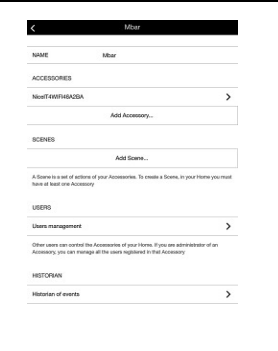 Mbar
NAME Mbar
ACCESSORIES
NiceIT4WIFI46A2BA
Add Accessory...
SCENES
Add Scene...
A Scene is a set of actions of your Accessories. To create a Scene, in your Home you must
have at least one Accessory
USERS
Users management
Other users can control the Accessories of your Home. If you are administrator of an
Accessory, you can manage all the users registered in that Accessory
HISTORIAN
Historian of events